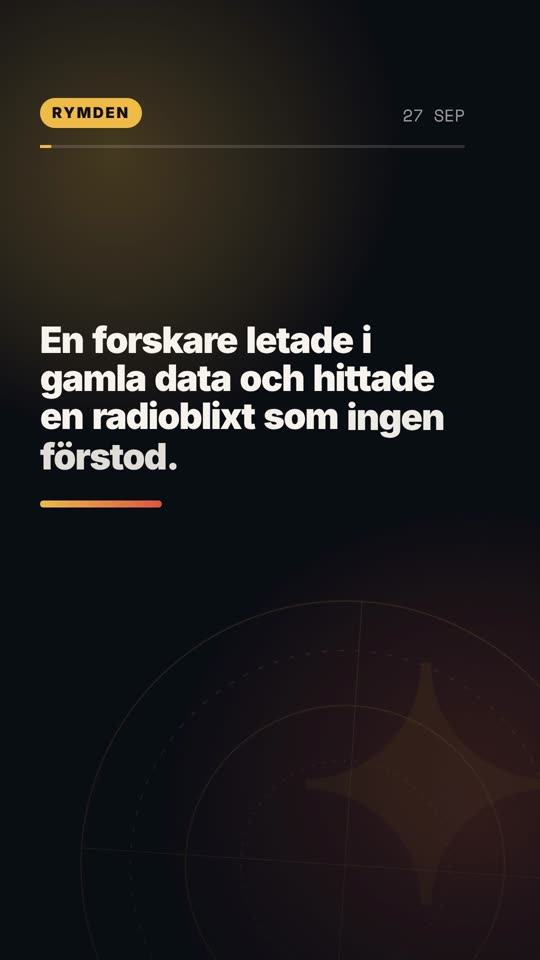 RYMDEN
27 SEP
En forskare letade i
gamla data och hittade
en radioblixt som ingen
förstod.